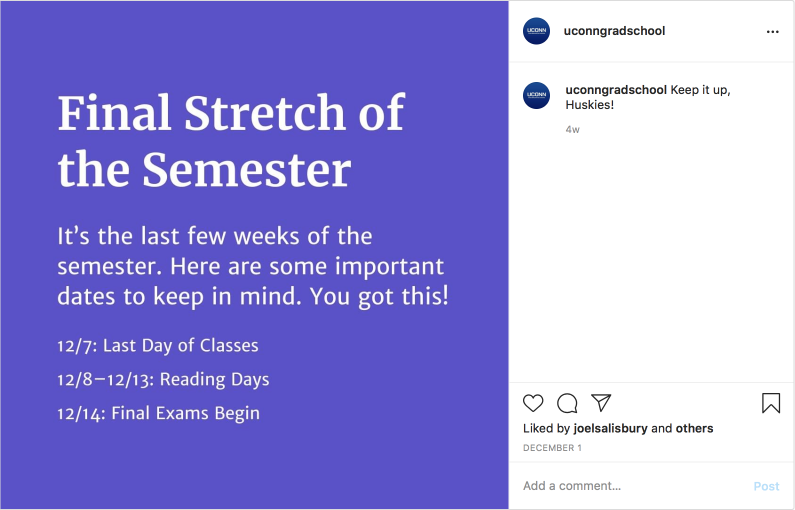 Final Stretch of
the Semester
It's the last few weeks of the
semester. Here are some important
dates to keep in mind. You got this!
12/7: Last Day of Classes
12/8–12/13: Reading Days
12/14: Final Exams Begin
UCONN
uconngradschool
...
UCONN
uconngradschool Keep it up,
Huskies!
4w
Liked by joelsalisbury and others
DECEMBER 1
Add a comment...
Post